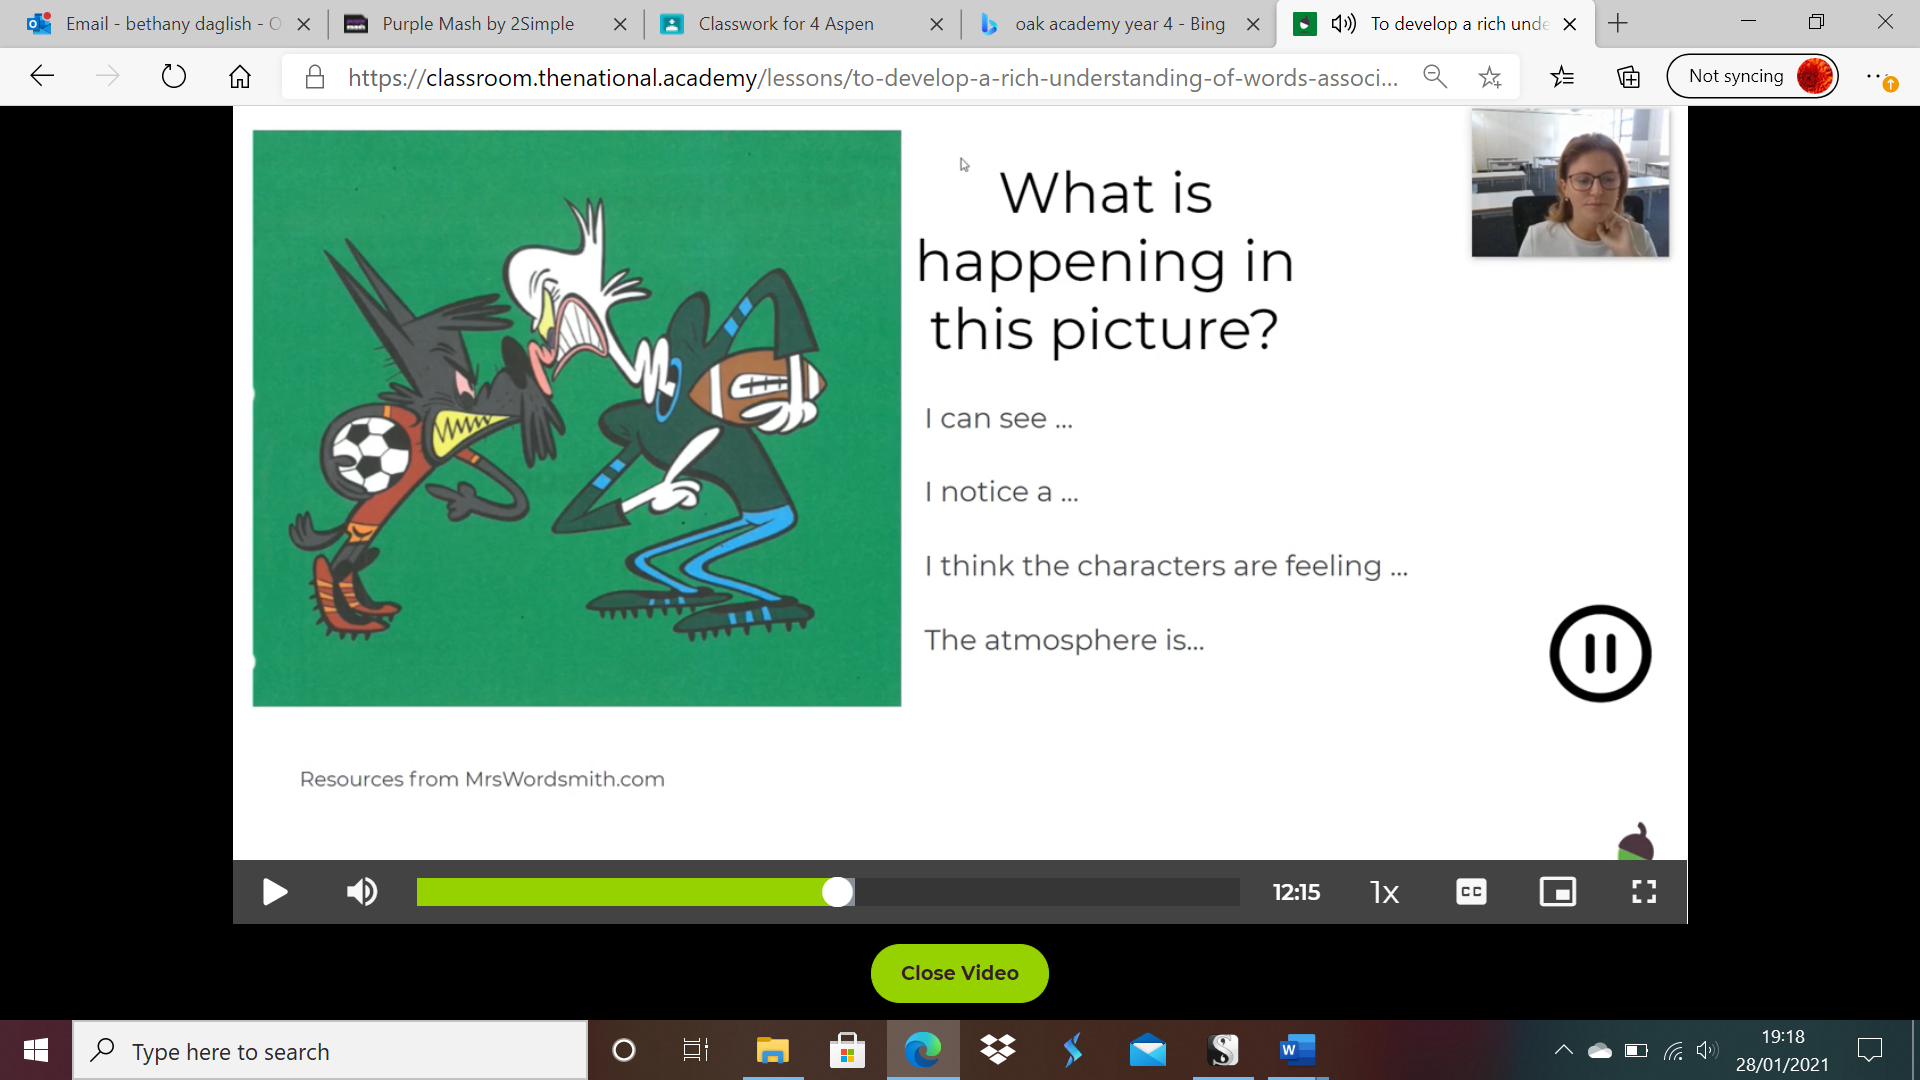 Email - bethany daglish - O
Purple Mash by 2Simple
Classwork for 4 Aspen
oak academy year 4 - Bing
To develop a rich unde
https://classroom.thenational.academy/lessons/to-develop-a-rich-understanding-of-words-associ...
Not syncing
What is
happening in
this picture?
I can see ...
I notice a ...
I think the characters are feeling ...
The atmosphere is...
Resources from MrsWordsmith.com
12:15
1x
CC
Close Video
Type here to search
19:18
28/01/2021